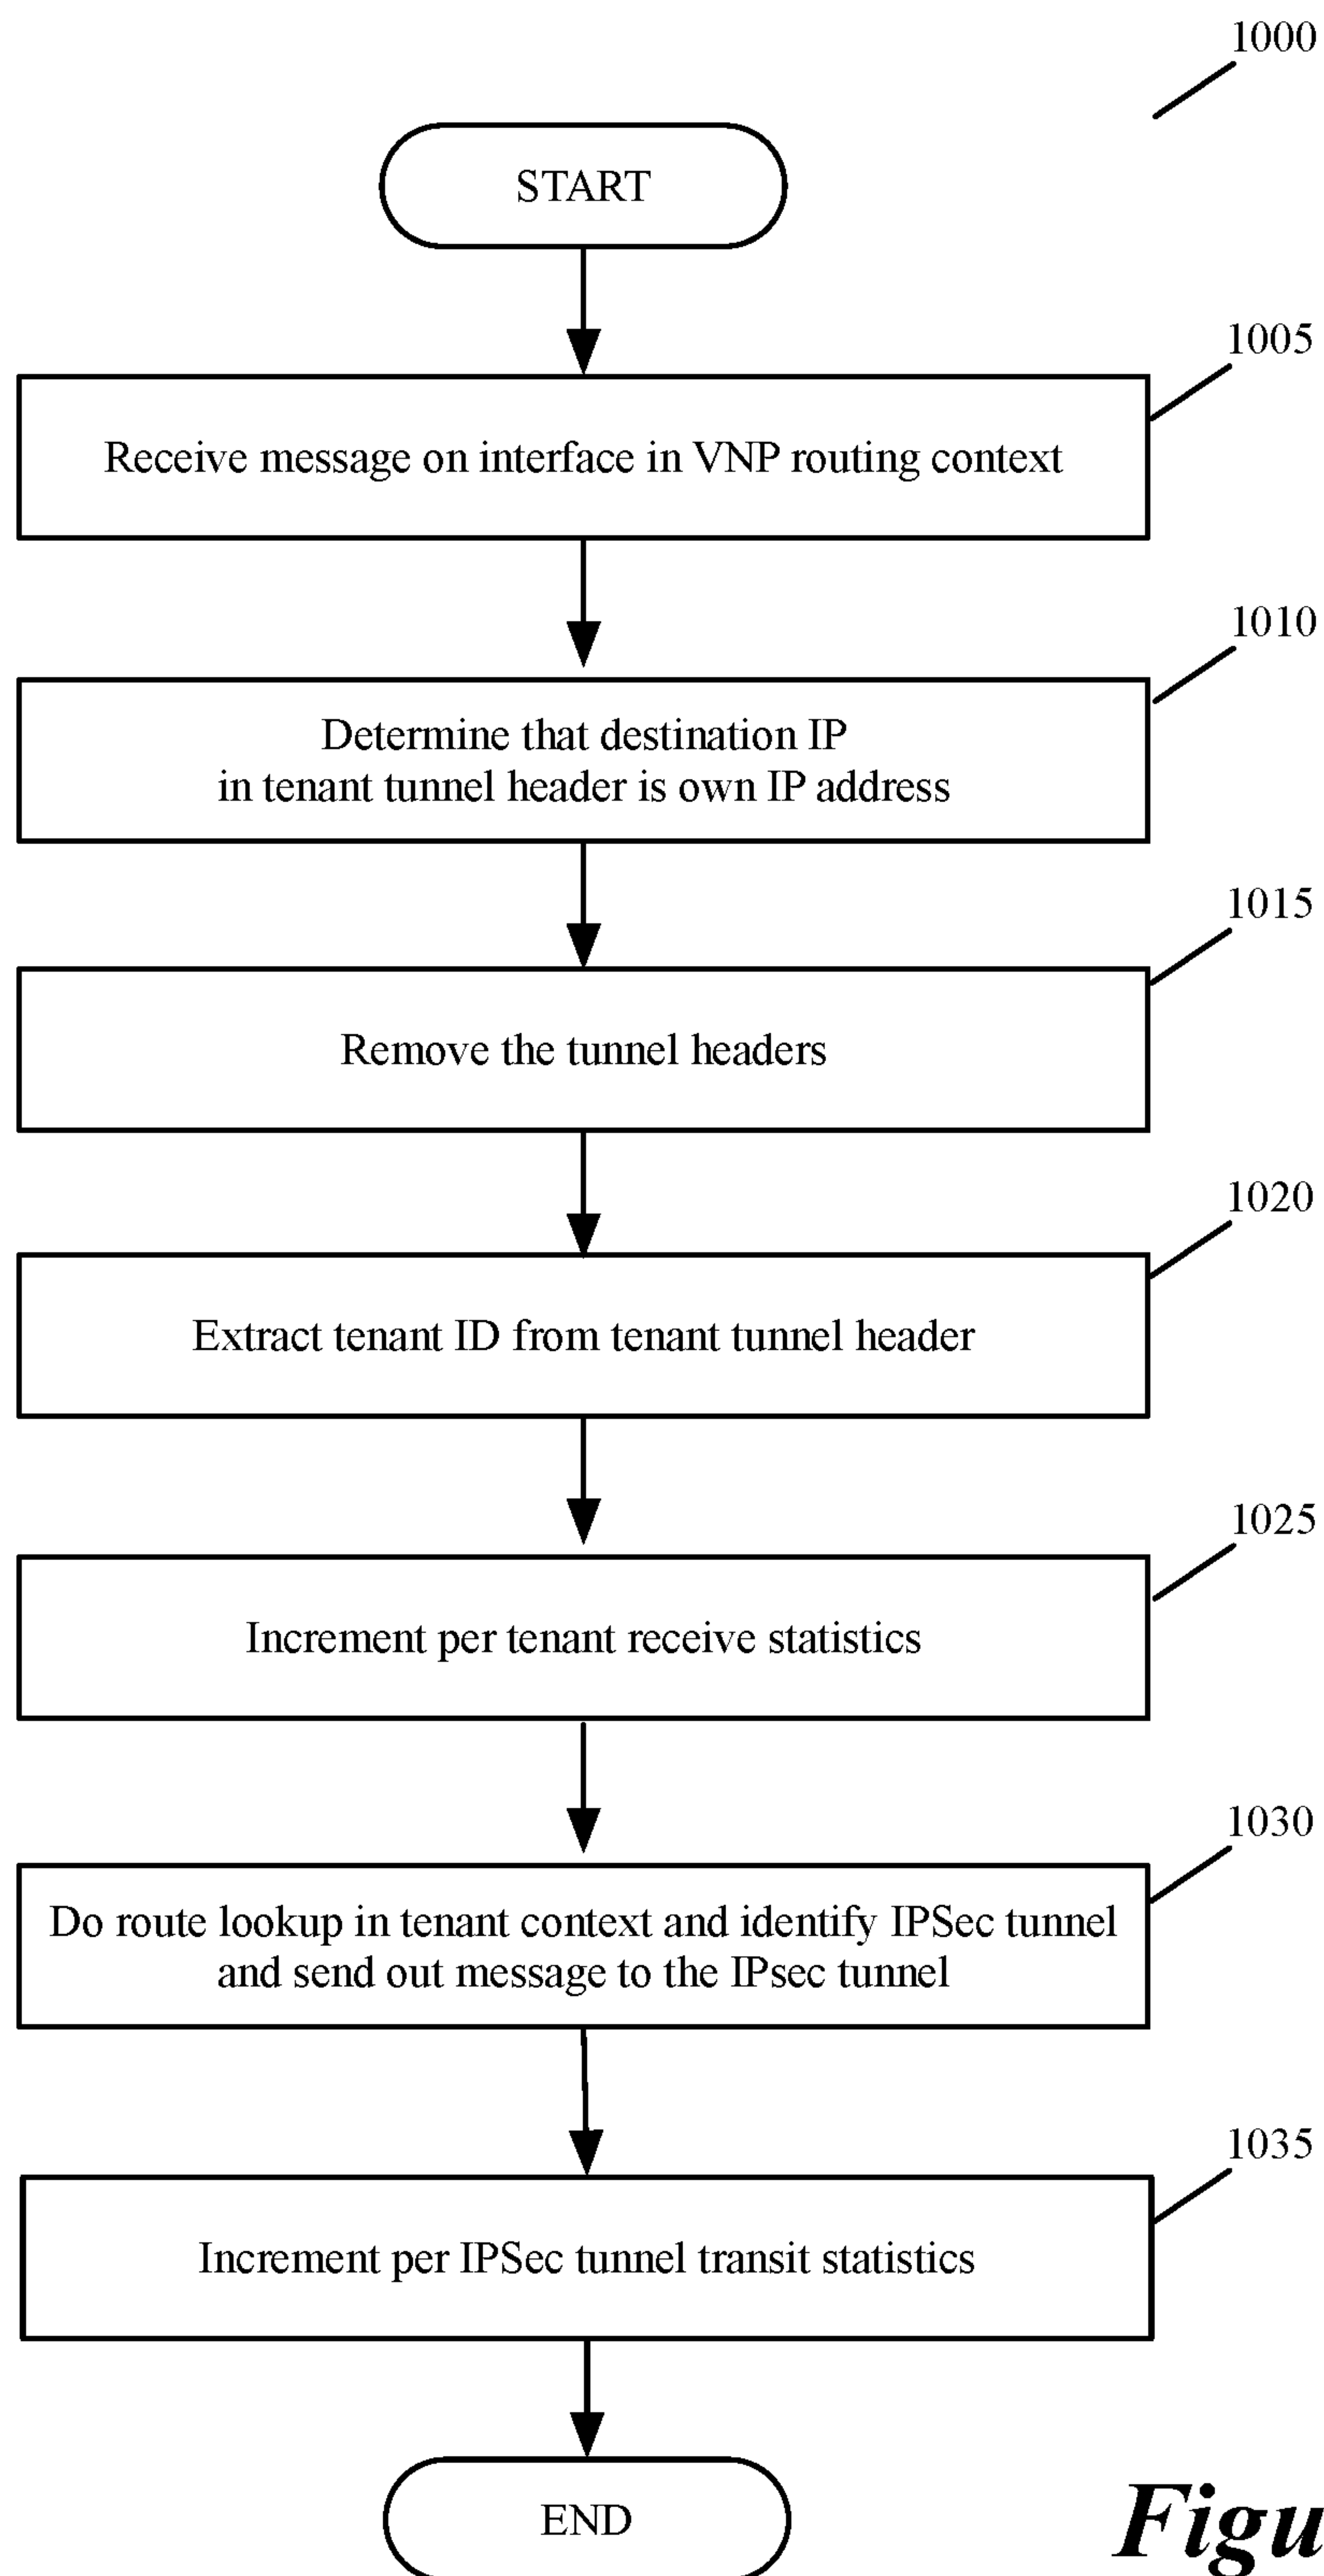 1000
START
1005
Receive message on interface in VNP routing context
1010
Determine that destination IP
in tenant tunnel header is own IP address
1015
Remove the tunnel headers
1020
Extract tenant ID from tenant tunnel header
1025
Increment per tenant receive statistics
1030
Do route lookup in tenant context and identify IPSec tunnel
and send out message to the IPsec tunnel
1035
Increment per IPSec tunnel transit statistics
END
Figu